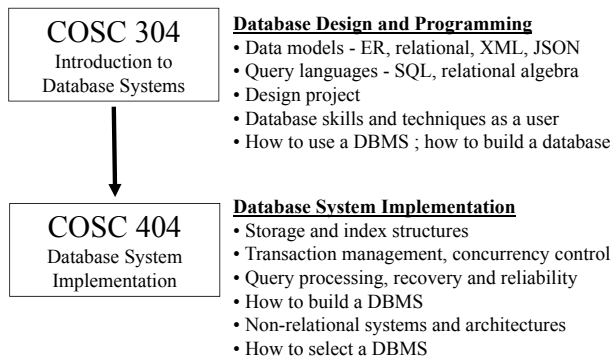 COSC 304
Introduction to
Database Systems
Database Design and Programming
• Data models - ER, relational, XML, JSON
• Query languages - SQL, relational algebra
• Design project
• Database skills and techniques as a user
• How to use a DBMS ; how to build a database
COSC 404
Database System
Implementation
Database System Implementation
• Storage and index structures
• Transaction management, concurrency control
• Query processing, recovery and reliability
• How to build a DBMS
• Non-relational systems and architectures
• How to select a DBMS